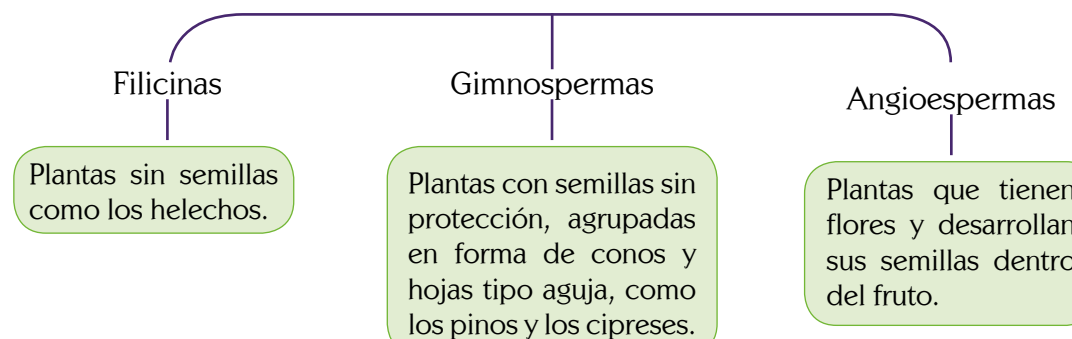 Filicinas
Plantas sin semillas
como los helechos.
Gimnospermas
Plantas con semillas sin
protección, agrupadas
en forma de conos y
hojas tipo aguja, como
los pinos y los cipreses.
Angioespermas
Plantas que tienen
flores y desarrollan
sus semillas dentro
del fruto.